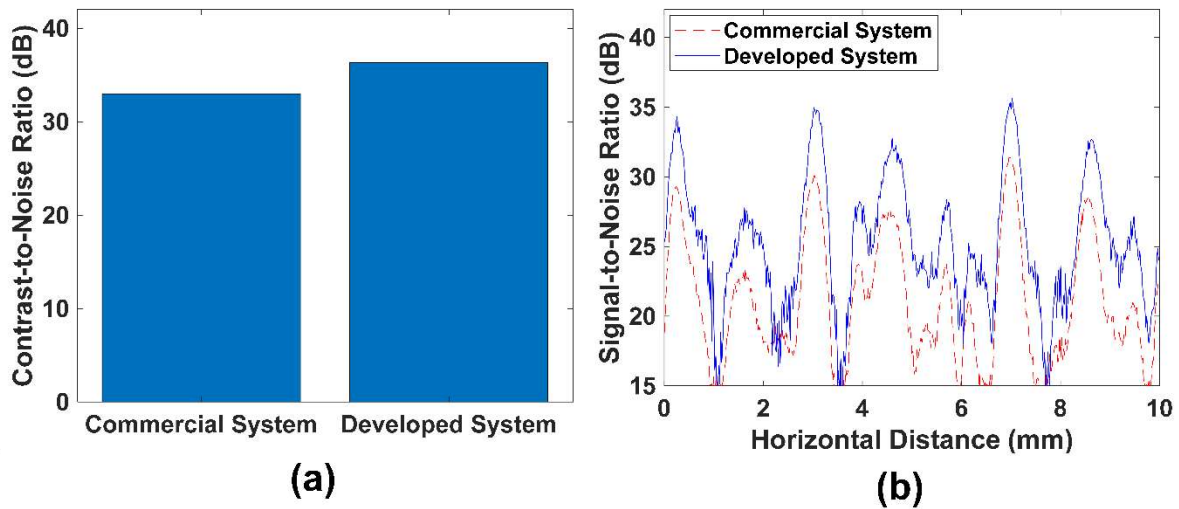 Contrast-to-Noise Ratio (dB)
40
30
20
10
0
Commercial System
Developed System
(a)
Signal-to-Noise Ratio (dB)
40
35
30
25
20
15
Commercial System
Developed System
0
2
4
6
8
10
Horizontal Distance (mm)
(b)